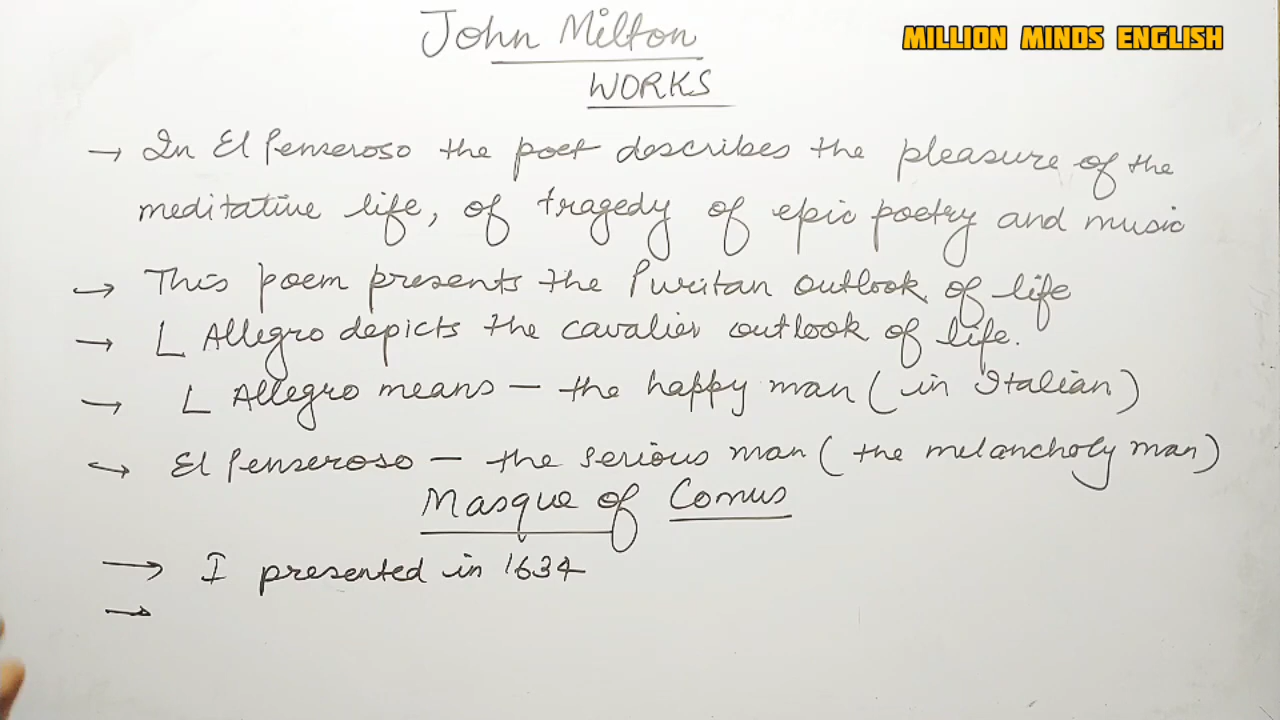 John Milton
MILLION MINDS ENGLISH
WORKS
→ In El Penseroso the poet describes the pleasure of the
meditative life, of tragedy of epic poetry and music
→ This poem presents the Puritan outlook of life
→ L Allegro depicts the cavalier outlook of life.
→ L Allegro means – the happy man (in Italian)
→ El Penseroso – the serious man (the melancholy man)
Masque of Comus
→ I presented in 1634
→